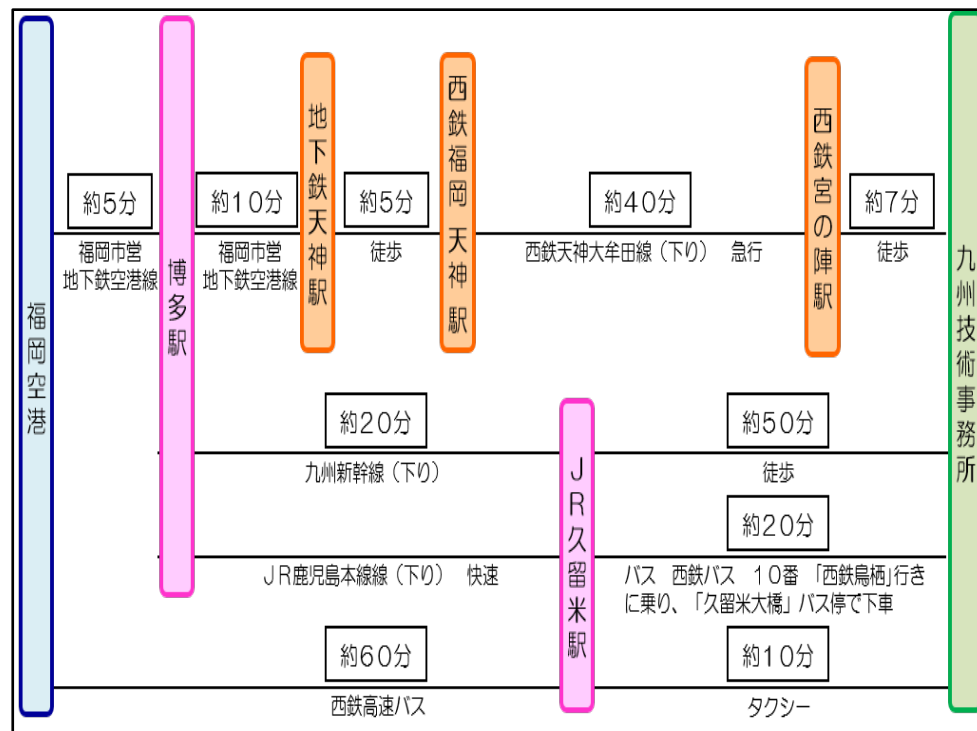 福岡空港
約5分
福岡市営
地下鉄空港線
博多駅
約10分
福岡市営
地下鉄空港線
地下鉄天神駅
約5分
徒歩
西鉄福岡 天神 駅
約40分
西鉄天神大牟田線（下り）　急行
西鉄宮の陣駅
約7分
徒歩
九州技術事務所
約20分
九州新幹線（下り）
JR久留米駅
約50分
徒歩
JR鹿児島本線線（下り）　快速
約20分
バス　西鉄バス　１０番　「西鉄鳥栖」行き
に乗り、「久留米大橋」バス停で下車
約60分
西鉄高速バス
約10分
タクシー